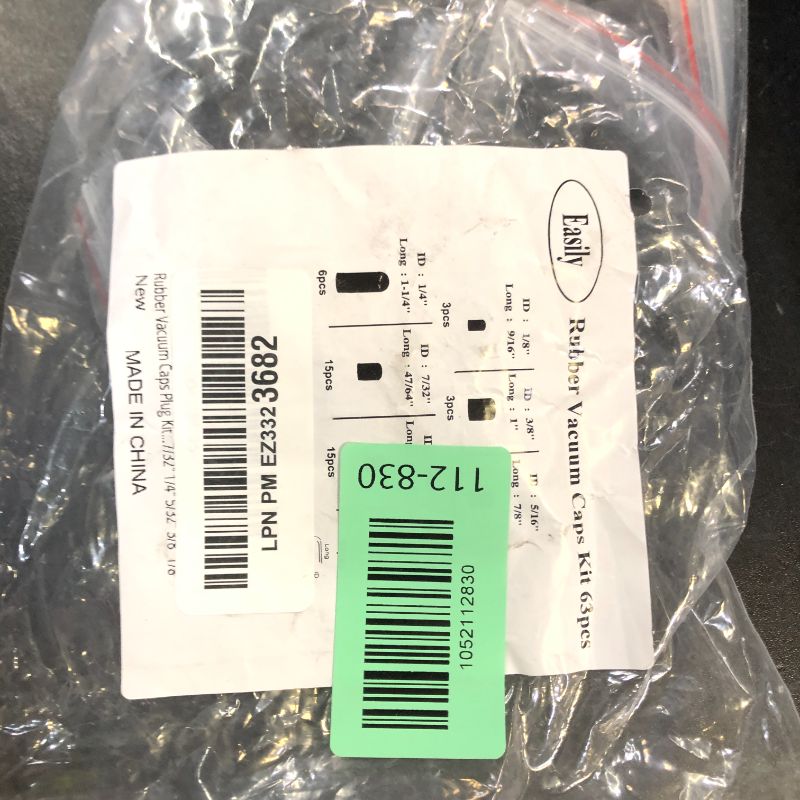 Easily
Rubber Vacuum Caps Kit 63pcs
ID : 1/8"
Long : 9/16"
3pcs
ID : 3/8"
Long : 1"
3pcs
ID : 5/16"
Long : 7/8"
ID : 1/4"
Long : 1-1/4"
6pcs
ID : 7/32"
Long : 47/64"
15pcs
15pcs
Long
ID
LPN PM EZ3323682
Rubber Vacuum Caps Plug Kit...7/32" 1/4" 5/32" 3/8" 1/8
New
MADE IN CHINA
112-830
1052112830